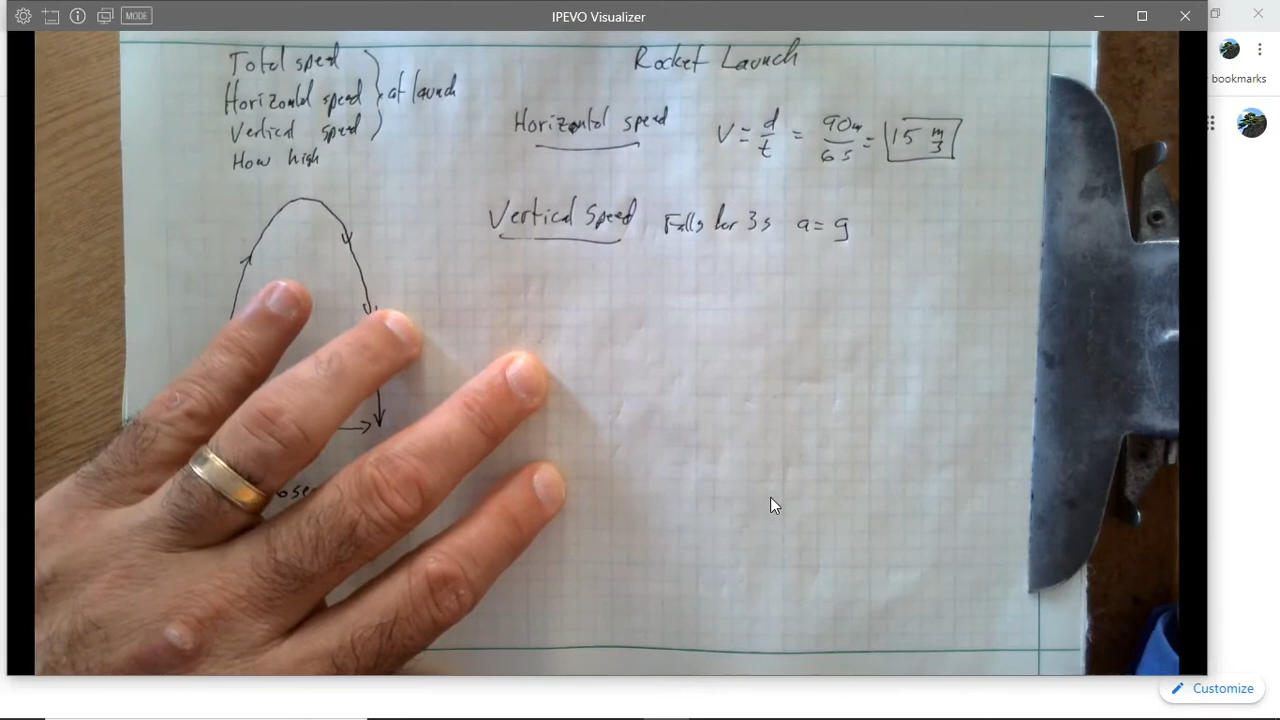 MODE
IPEVO Visualizer
bookmarks
Total speed
Horizontal speed
Vertical speed
} at launch
How high
Rocket Launch
Horizontal speed V = d/t = 90m/6s = 15 m/s
Vertical Speed Falls for 3s a = g
Customize